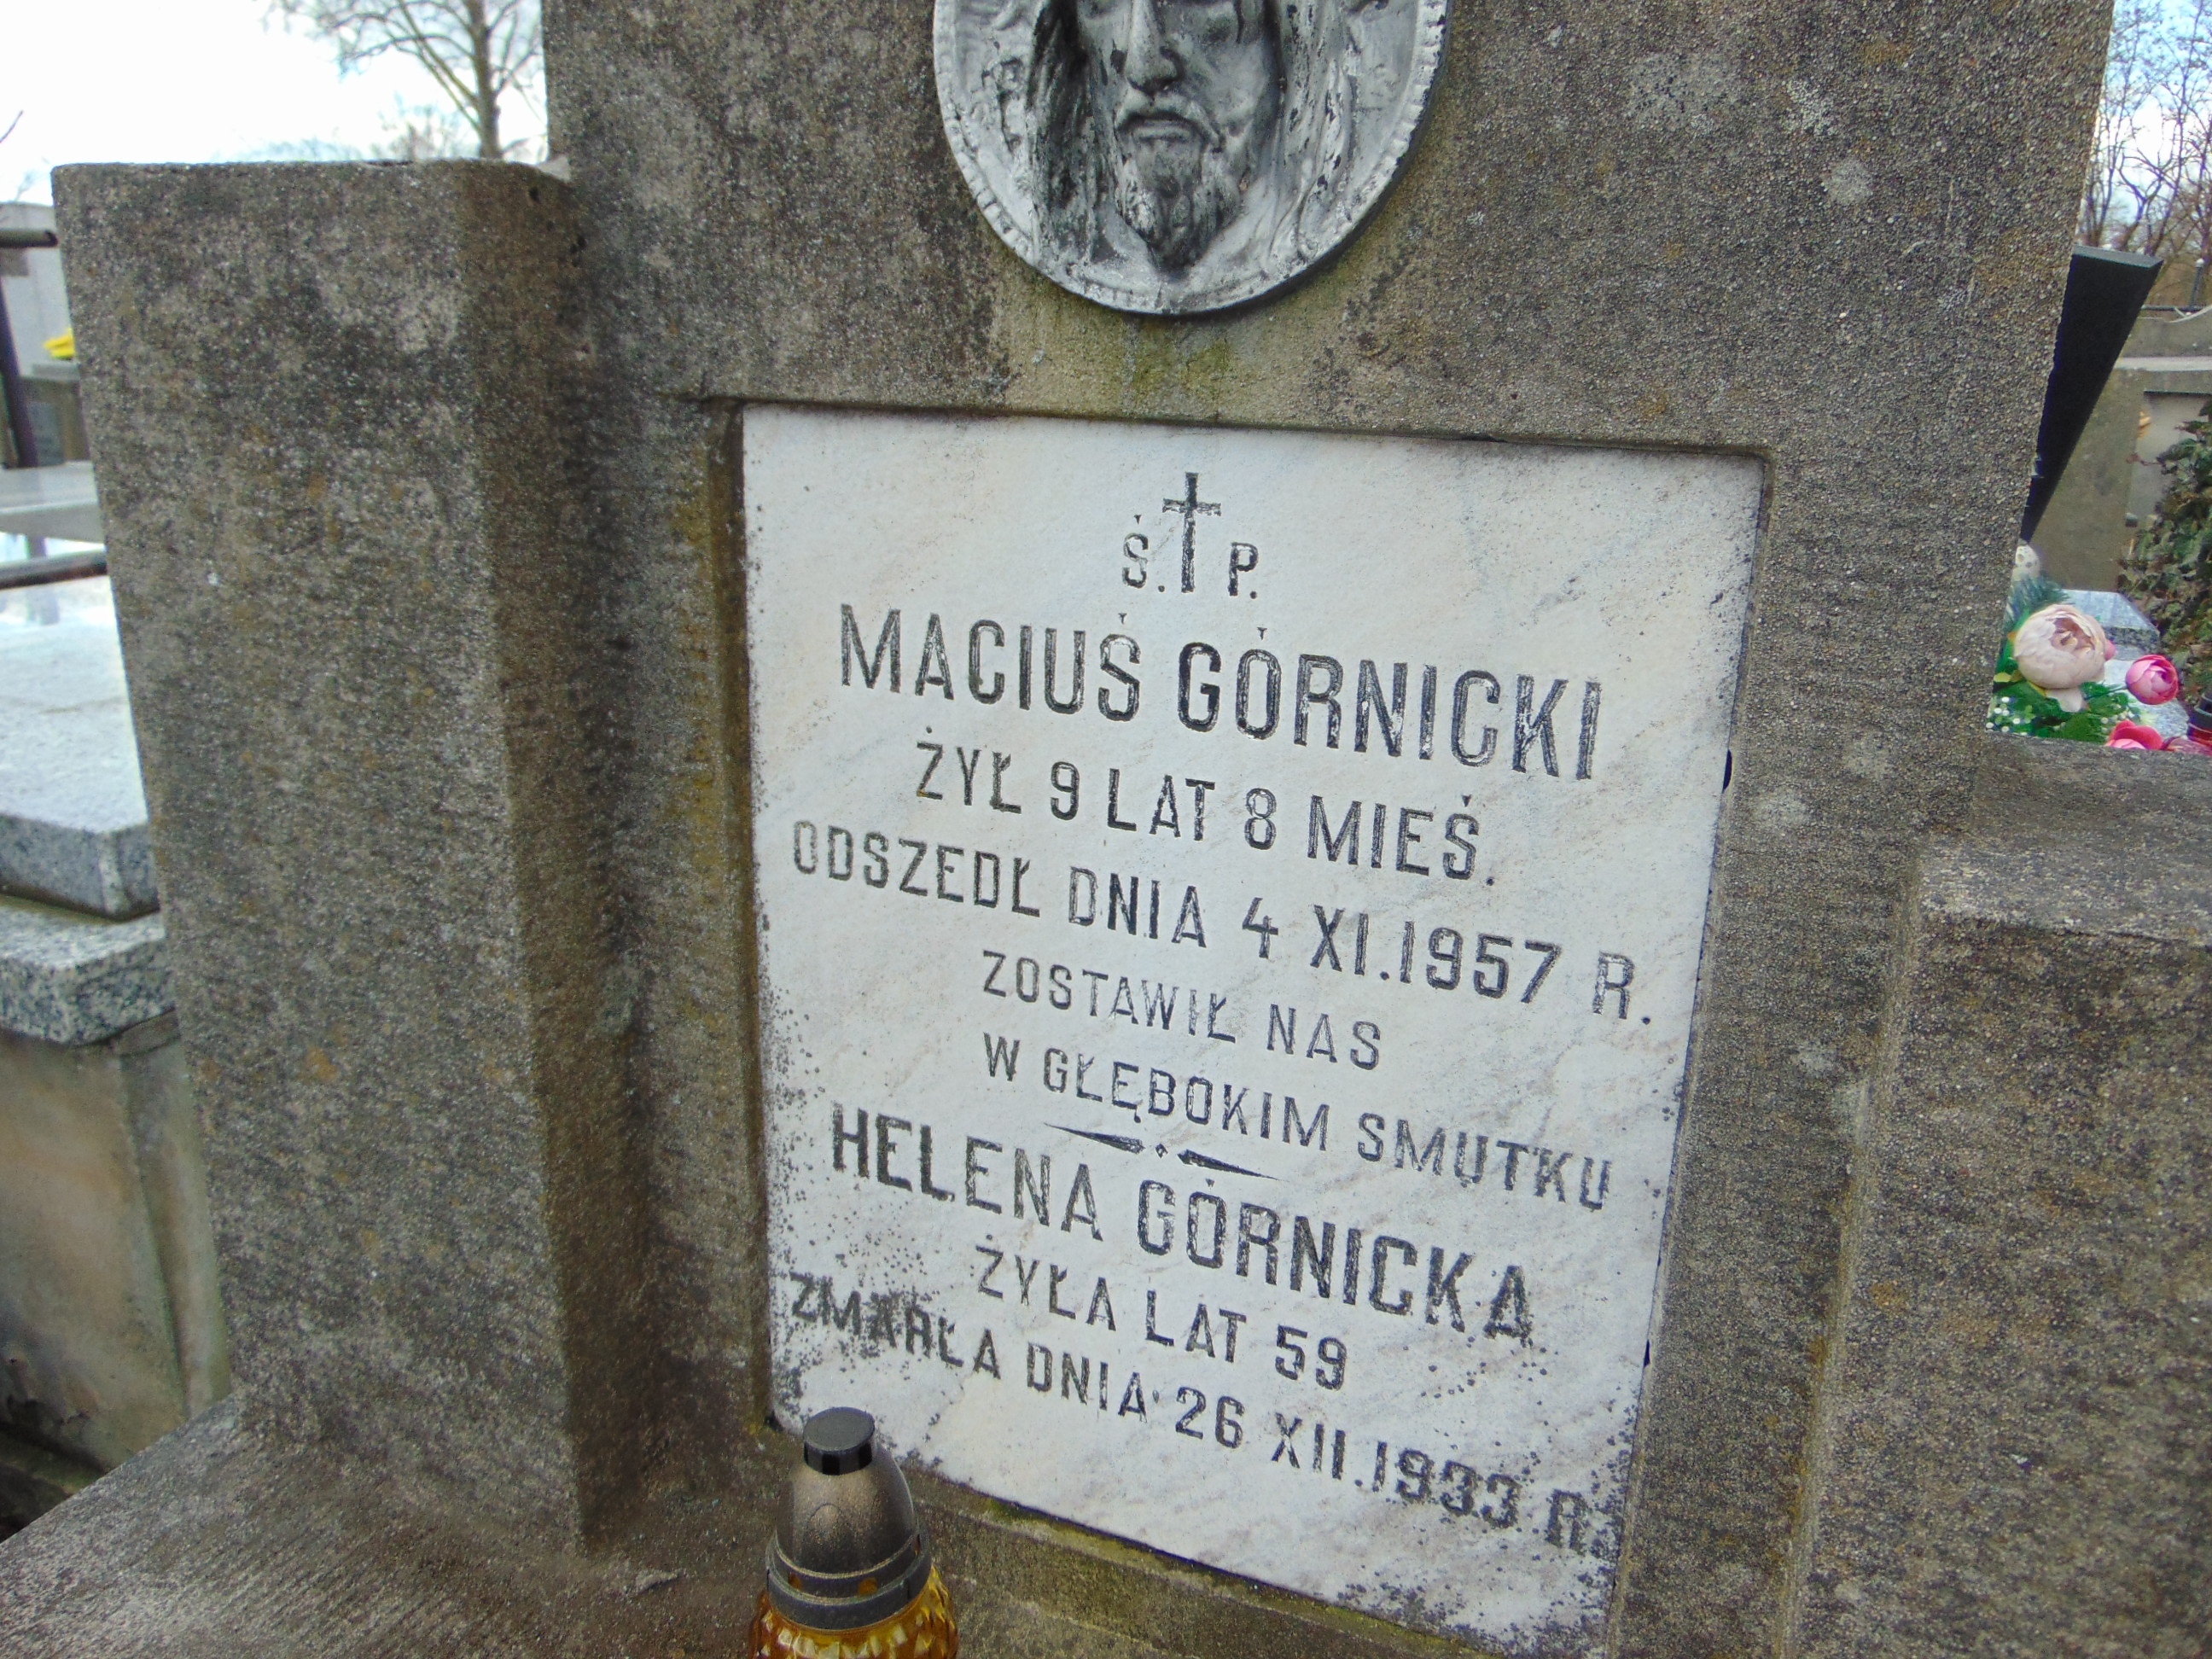 Ś. P.
MACIUŚ GÓRNICKI
ŻYŁ 9 LAT 8 MIEŚ.
ODSZEDŁ DNIA 4 XI.1957 R.
ZOSTAWIŁ NAS
W GŁĘBOKIM SMUTKU
HELENA GÓRNICKA
ŻYŁA LAT 59
ZMARŁA DNIA 26 XII.1933 R.